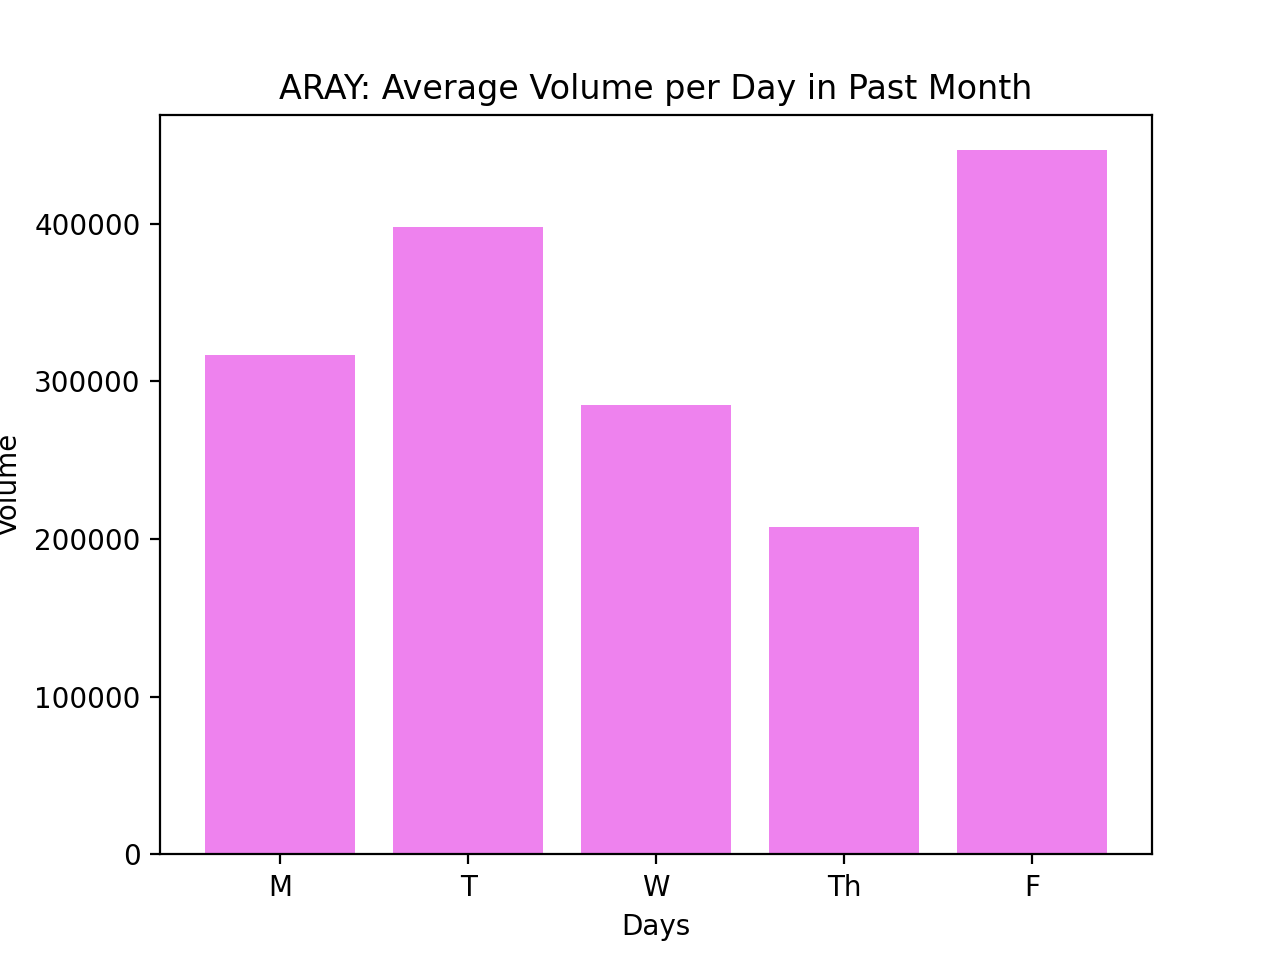 ARAY: Average Volume per Day in Past Month
400000
300000
200000
100000
0
Volume
M T W Th F
Days